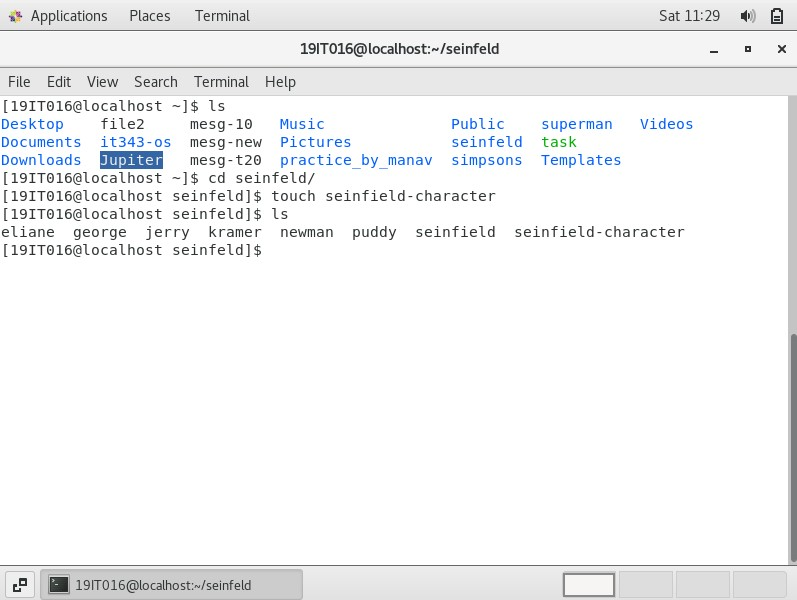 Applications Places Terminal Sat 11:29
19IT016@localhost:~/seinfeld
File Edit View Search Terminal Help
[19IT016@localhost ~]$ ls
Desktop file2 mesg-10 Music Public superman Videos
Documents it343-os mesg-new Pictures seinfeld task
Downloads Jupiter mesg-t20 practice_by_manav simpsons Templates
[19IT016@localhost ~]$ cd seinfeld/
[19IT016@localhost seinfeld]$ touch seinfield-character
[19IT016@localhost seinfeld]$ ls
eliane george jerry kramer newman puddy seinfield seinfield-character
[19IT016@localhost seinfeld]$
19IT016@localhost:~/seinfeld